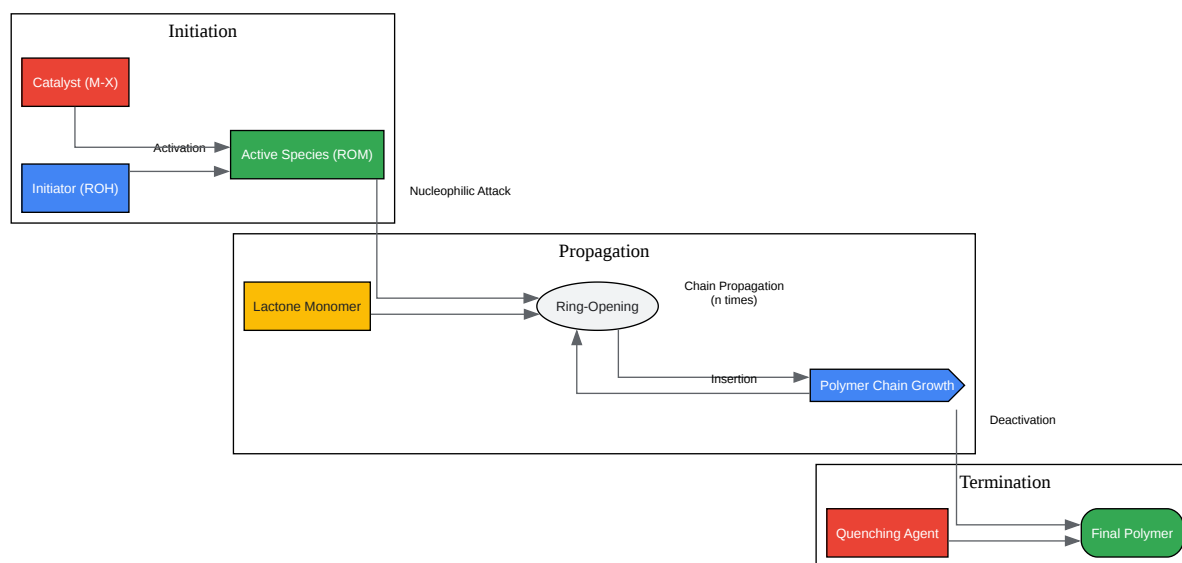 Initiation
Catalyst (M-X)
Activation
Active Species (ROM)
Initiator (ROH)
Nucleophilic Attack
Propagation
Lactone Monomer
Ring-Opening
Chain Propagation
(n times)
Insertion
Polymer Chain Growth
Deactivation
Termination
Quenching Agent
Final Polymer